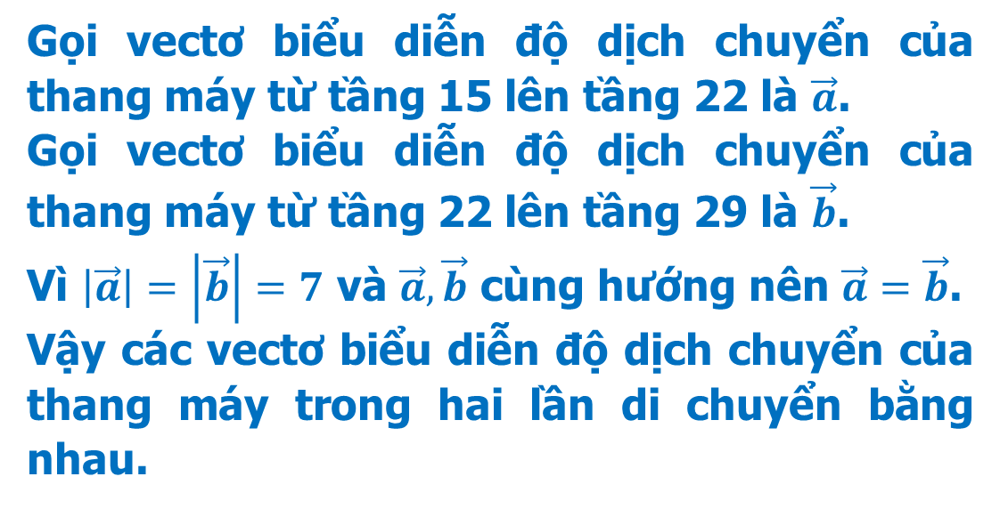 Gọi vectơ biểu diễn độ dịch chuyển của
thang máy từ tầng 15 lên tầng 22 là $\vec{a}$.
Gọi vectơ biểu diễn độ dịch chuyển của
thang máy từ tầng 22 lên tầng 29 là $\vec{b}$.
Vì $|\vec{a}| = |\vec{b}| = 7$ và $\vec{a}, \vec{b}$ cùng hướng nên $\vec{a} = \vec{b}$.
Vậy các vectơ biểu diễn độ dịch chuyển của
thang máy trong hai lần di chuyển bằng
nhau.